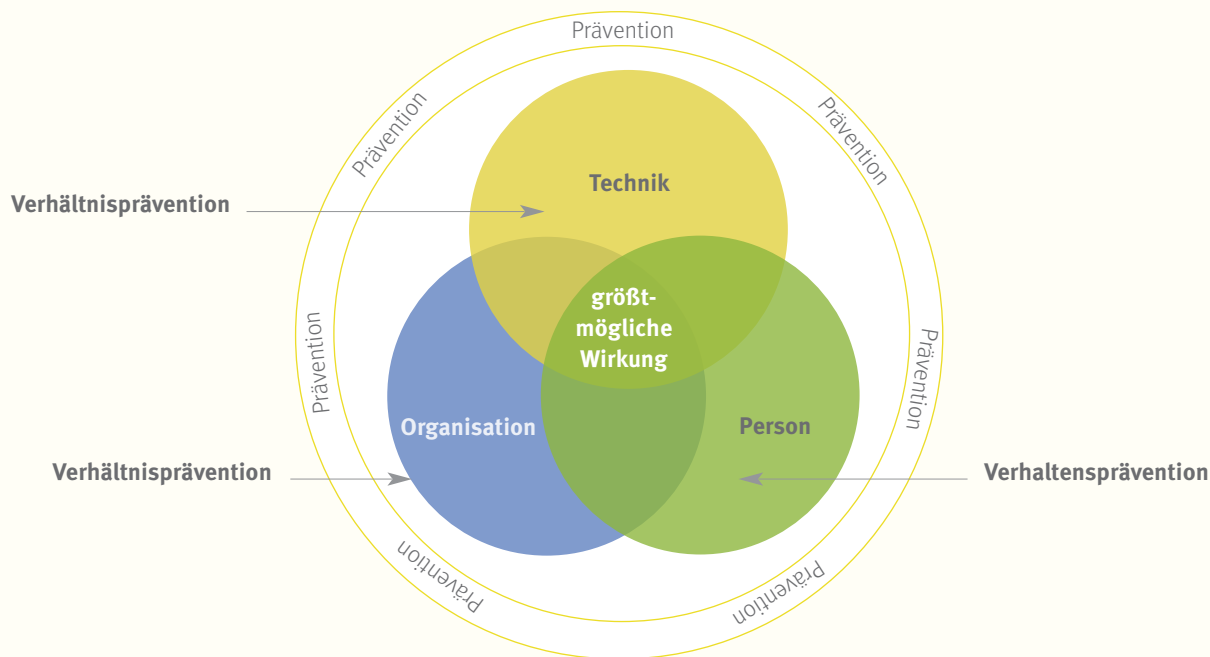 Prävention
Prävention
Prävention
Technik
Verhältnisprävention
größt-
mögliche
Wirkung
Prävention
Prävention
Organisation
Person
Verhältnisprävention
Verhaltensprävention
Prävention
Prävention